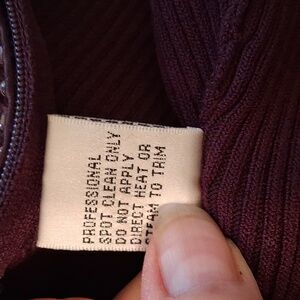 PROFESSIONAL
SPOT CLEAN ONLY
DO NOT APPLY
DIRECT HEAT OR
STEAM TO TRIM